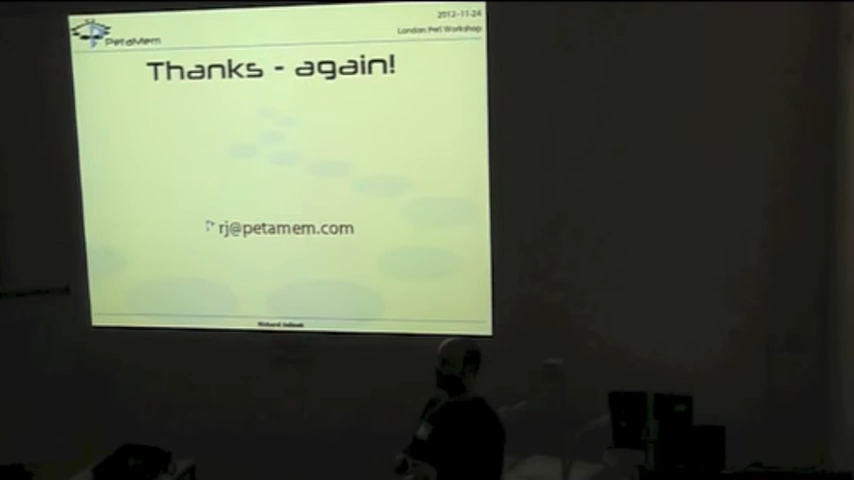 2012-11-24
PetaMem
London Perl Workshop
Thanks - again!
rj@petamem.com
Richard Jelinek